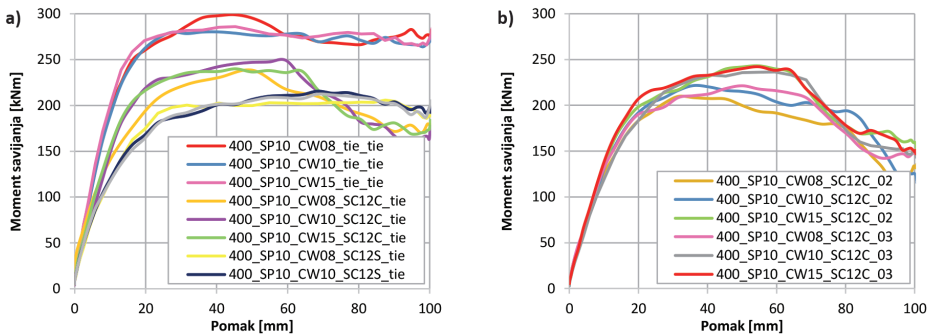 a)
Moment savijanja [kNm]
300
250
200
150
100
50
0
400_SP10_CW08_tie_tie
400_SP10_CW10_tie_tie
400_SP10_CW15_tie_tie
400_SP10_CW08_SC12C_tie
400_SP10_CW10_SC12C_tie
400_SP10_CW15_SC12C_tie
400_SP10_CW08_SC12S_tie
400_SP10_CW10_SC12S_tie
0 20 40 60 80 100
Pomak [mm]
b)
Moment savijanja [kNm]
300
250
200
150
100
50
0
400_SP10_CW08_SC12C_02
400_SP10_CW10_SC12C_02
400_SP10_CW15_SC12C_02
400_SP10_CW08_SC12C_03
400_SP10_CW10_SC12C_03
400_SP10_CW15_SC12C_03
0 20 40 60 80 100
Pomak [mm]